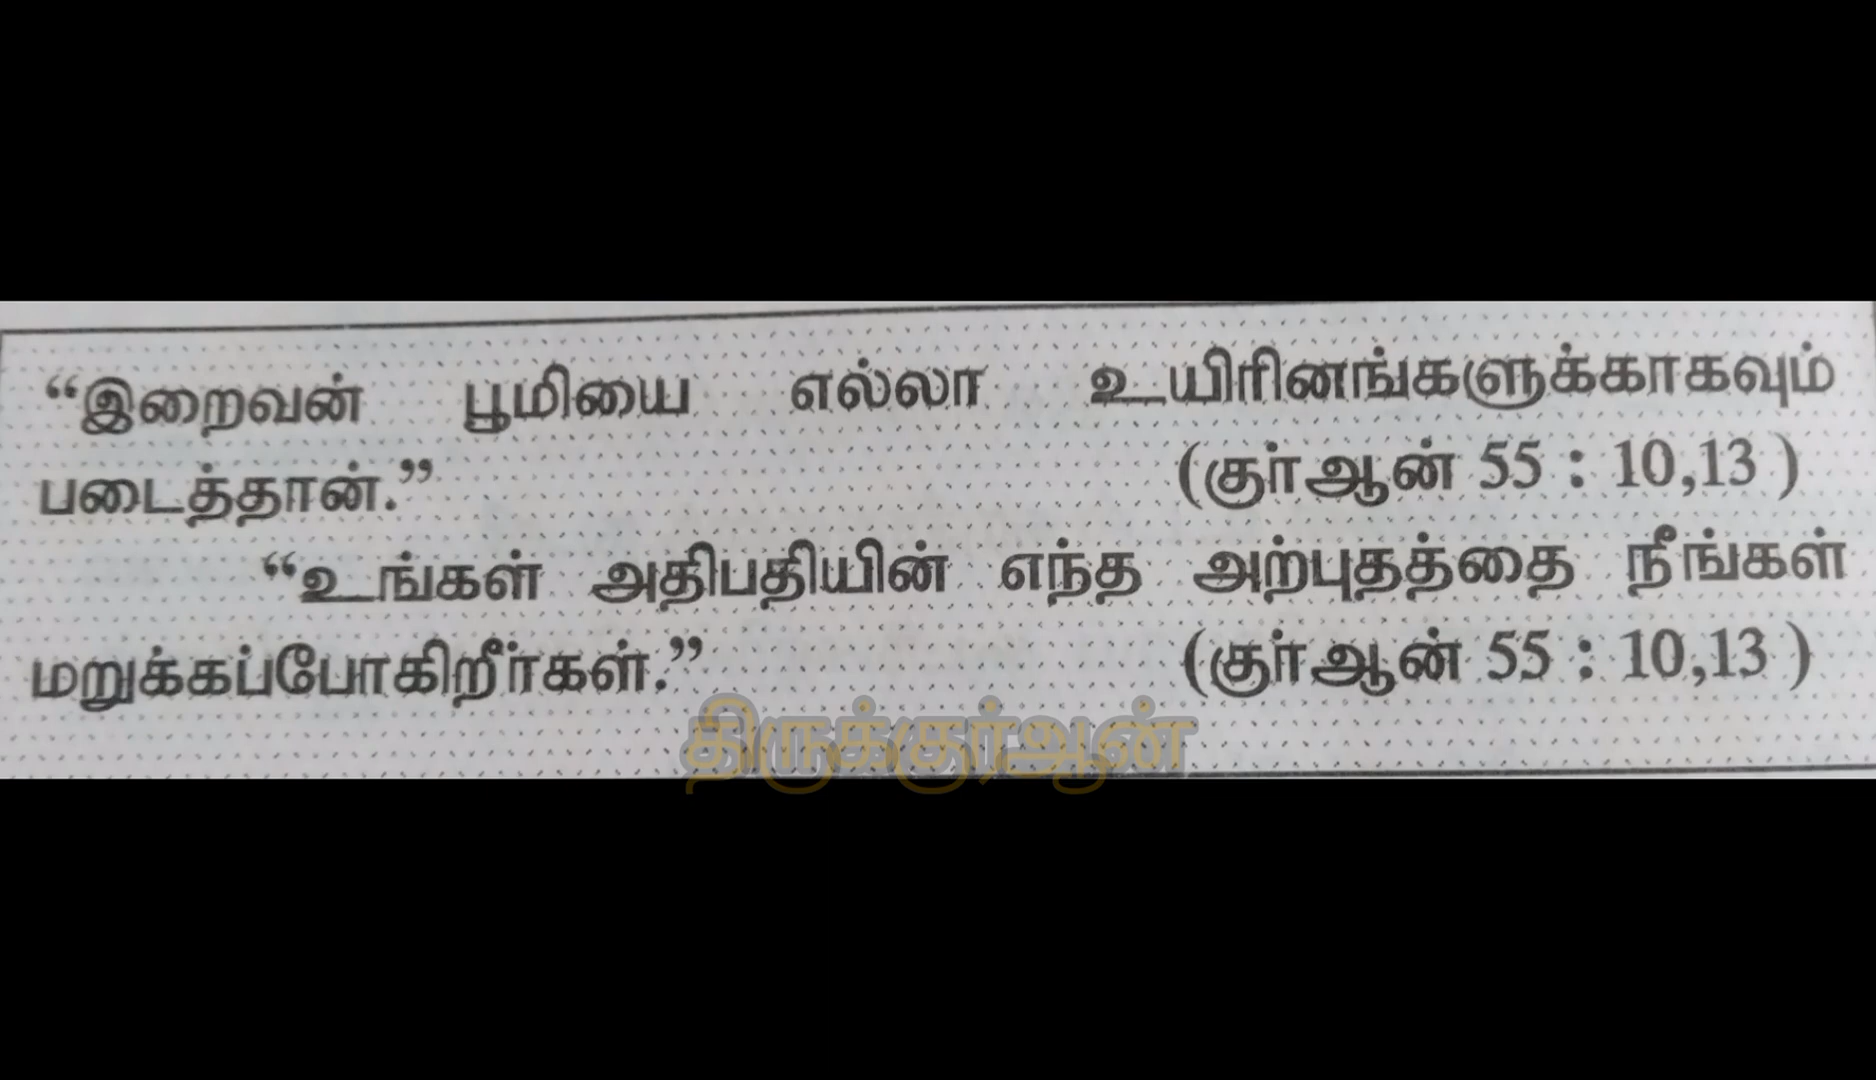 “இறைவன் பூமியை எல்லா உயிரினங்களுக்காகவும்
படைத்தான்.” (குர்ஆன் 55 : 10,13 )
“உங்கள் அதிபதியின் எந்த அற்புதத்தை நீங்கள்
மறுக்கப்போகிறீர்கள்.” (குர்ஆன் 55 : 10,13 )
திருக்குர்ஆன்